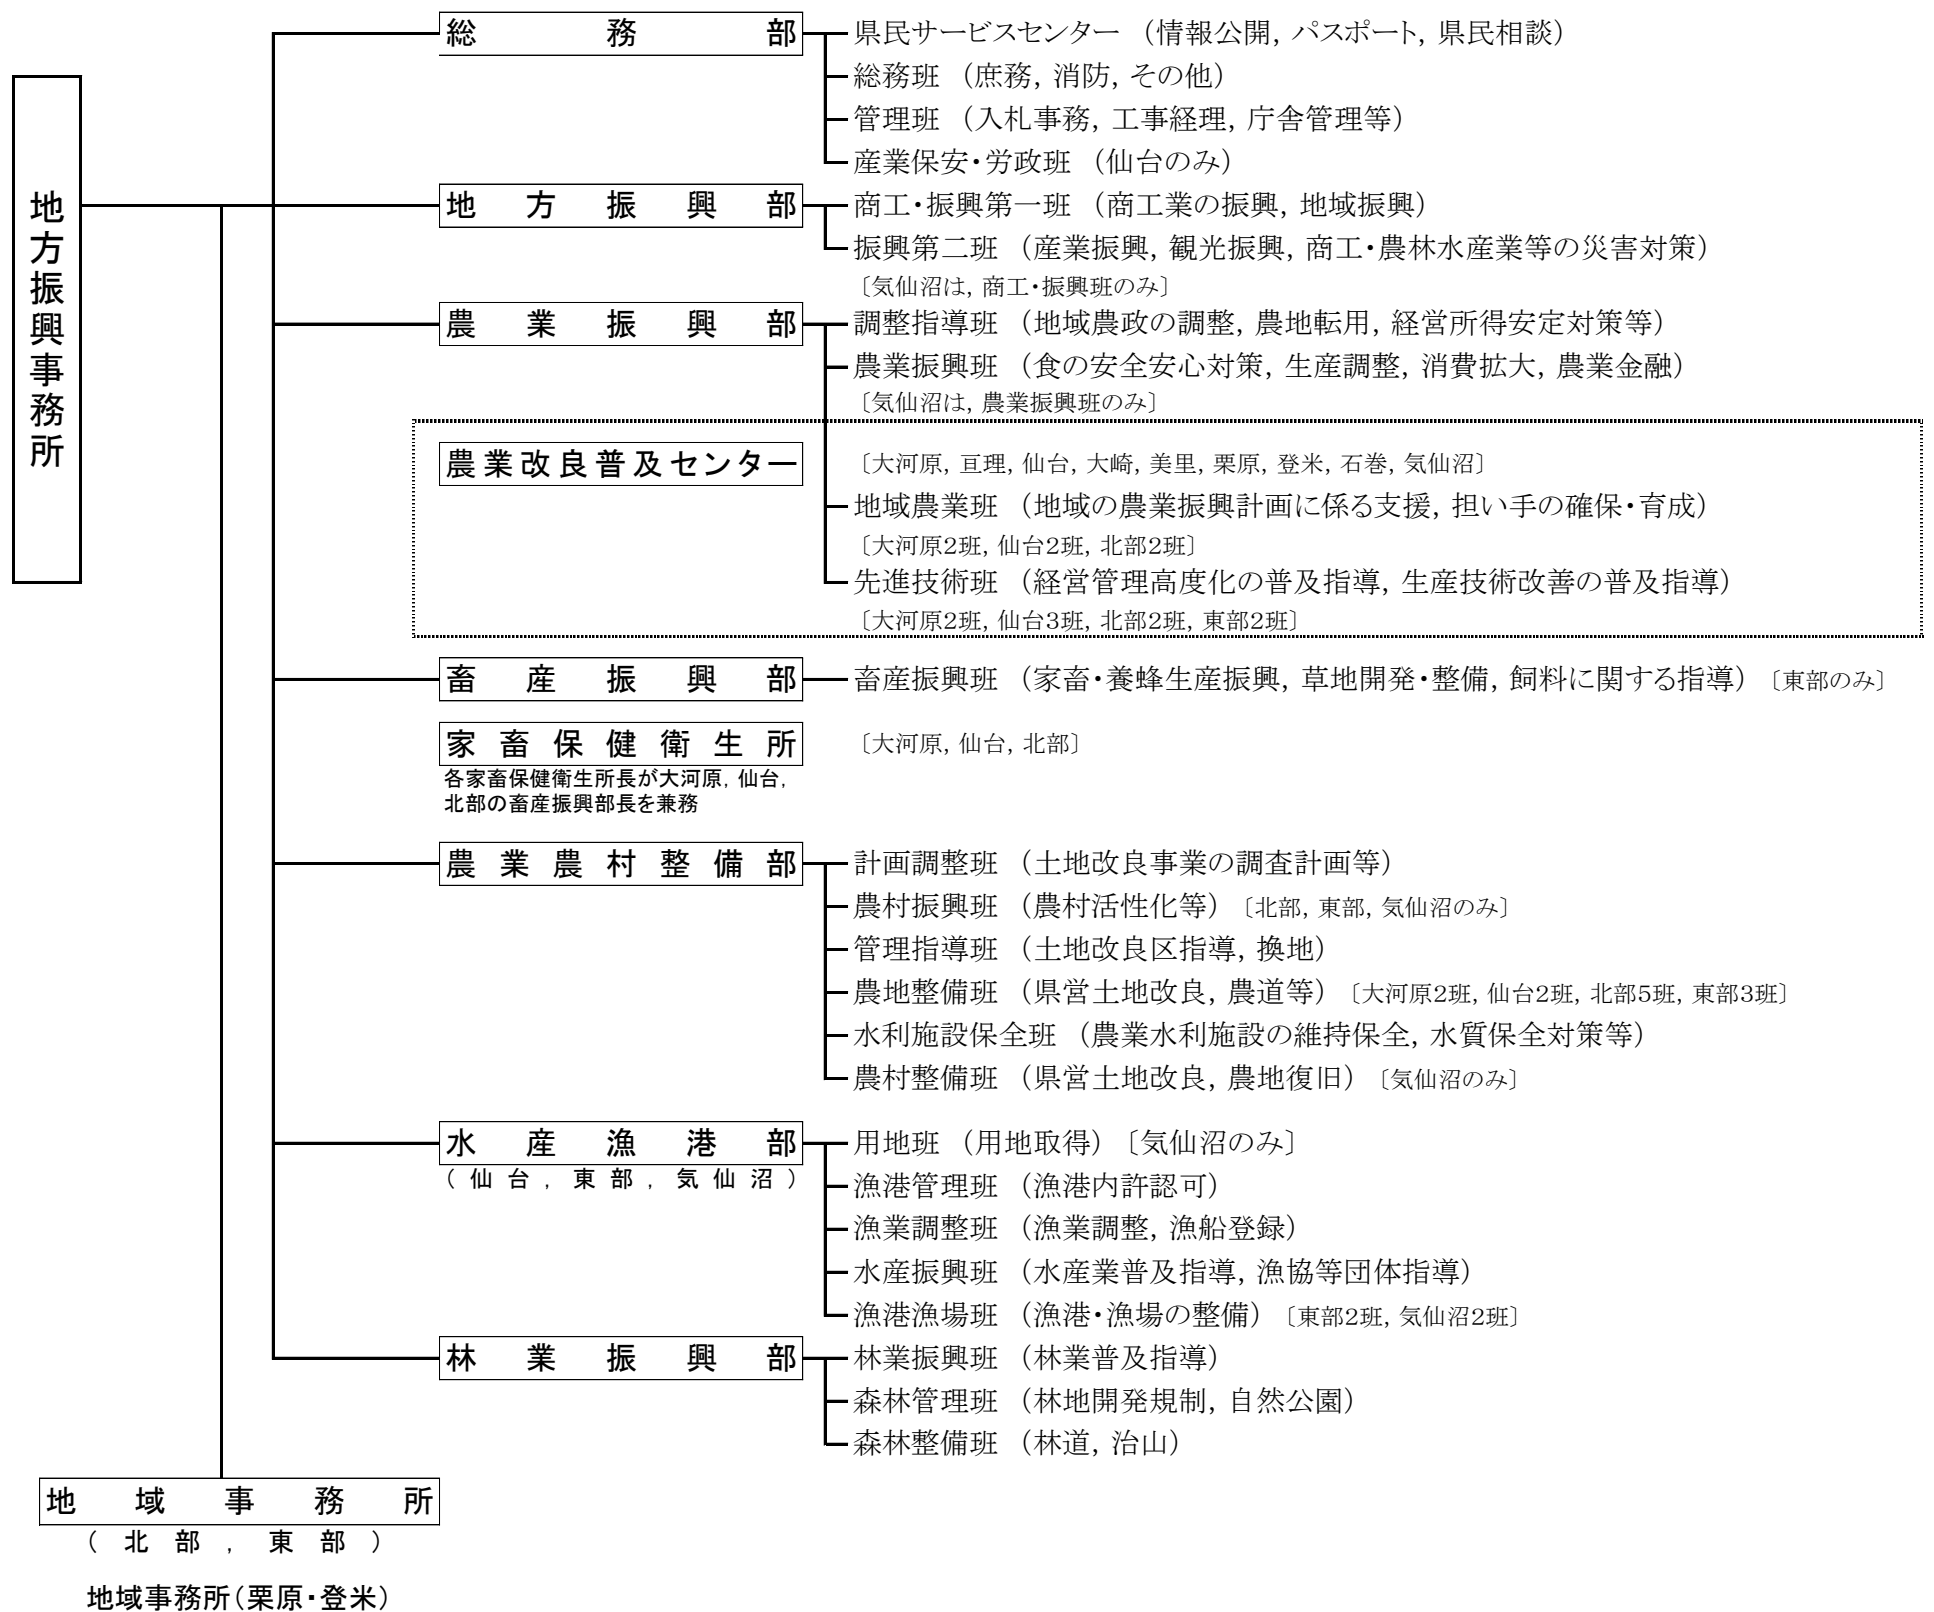 地方振興事務所
総務部
県民サービスセンター （情報公開, パスポート, 県民相談）
総務班 （庶務, 消防, その他）
管理班 （入札事務, 工事経理, 庁舎管理等）
産業保安・労政班 （仙台のみ）
地方振興部
商工・振興第一班 （商工業の振興, 地域振興）
振興第二班 （産業振興, 観光振興, 商工・農林水産業等の災害対策）
〔気仙沼は, 商工・振興班のみ〕
農業振興部
調整指導班 （地域農政の調整, 農地転用, 経営所得安定対策等）
農業振興班 （食の安全安心対策, 生産調整, 消費拡大, 農業金融）
〔気仙沼は, 農業振興班のみ〕
農業改良普及センター
〔大河原, 亘理, 仙台, 大崎, 美里, 栗原, 登米, 石巻, 気仙沼〕
地域農業班 （地域の農業振興計画に係る支援, 担い手の確保・育成）
〔大河原2班, 仙台2班, 北部2班〕
先進技術班 （経営管理高度化の普及指導, 生産技術改善の普及指導）
〔大河原2班, 仙台3班, 北部2班, 東部2班〕
畜産振興部
畜産振興班 （家畜・養蜂生産振興, 草地開発・整備, 飼料に関する指導） 〔東部のみ〕
家畜保健衛生所
〔大河原, 仙台, 北部〕
各家畜保健衛生所長が大河原, 仙台,
北部の畜産振興部長を兼務
農業農村整備部
計画調整班 （土地改良事業の調査計画等）
農村振興班 （農村活性化等） 〔北部, 東部, 気仙沼のみ〕
管理指導班 （土地改良区指導, 換地）
農地整備班 （県営土地改良, 農道等） 〔大河原2班, 仙台2班, 北部5班, 東部3班〕
水利施設保全班 （農業水利施設の維持保全, 水質保全対策等）
農村整備班 （県営土地改良, 農地復旧） 〔気仙沼のみ〕
水産漁港部
（仙台, 東部, 気仙沼）
用地班 （用地取得） 〔気仙沼のみ〕
漁港管理班 （漁港内許認可）
漁業調整班 （漁業調整, 漁船登録）
水産振興班 （水産業普及指導, 漁協等団体指導）
漁港漁場班 （漁港・漁場の整備） 〔東部2班, 気仙沼2班〕
林業振興部
林業振興班 （林業普及指導）
森林管理班 （林地開発規制, 自然公園）
森林整備班 （林道, 治山）
地域事務所
（北部, 東部）
地域事務所（栗原・登米）